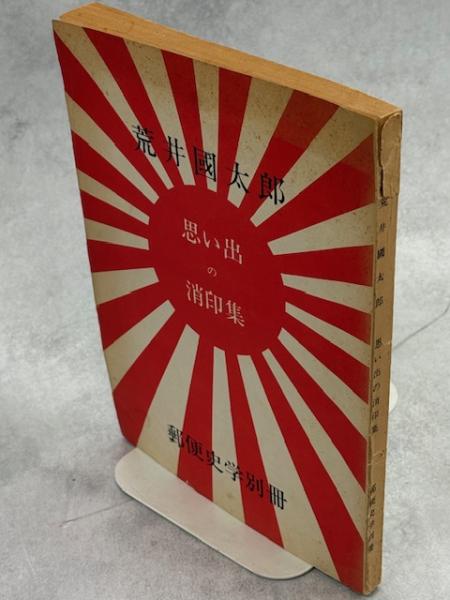 荒井國太郎
思い出
の
消印集
郵便史学別冊
荒井國太郎 思い出の消印集 郵便史学別冊